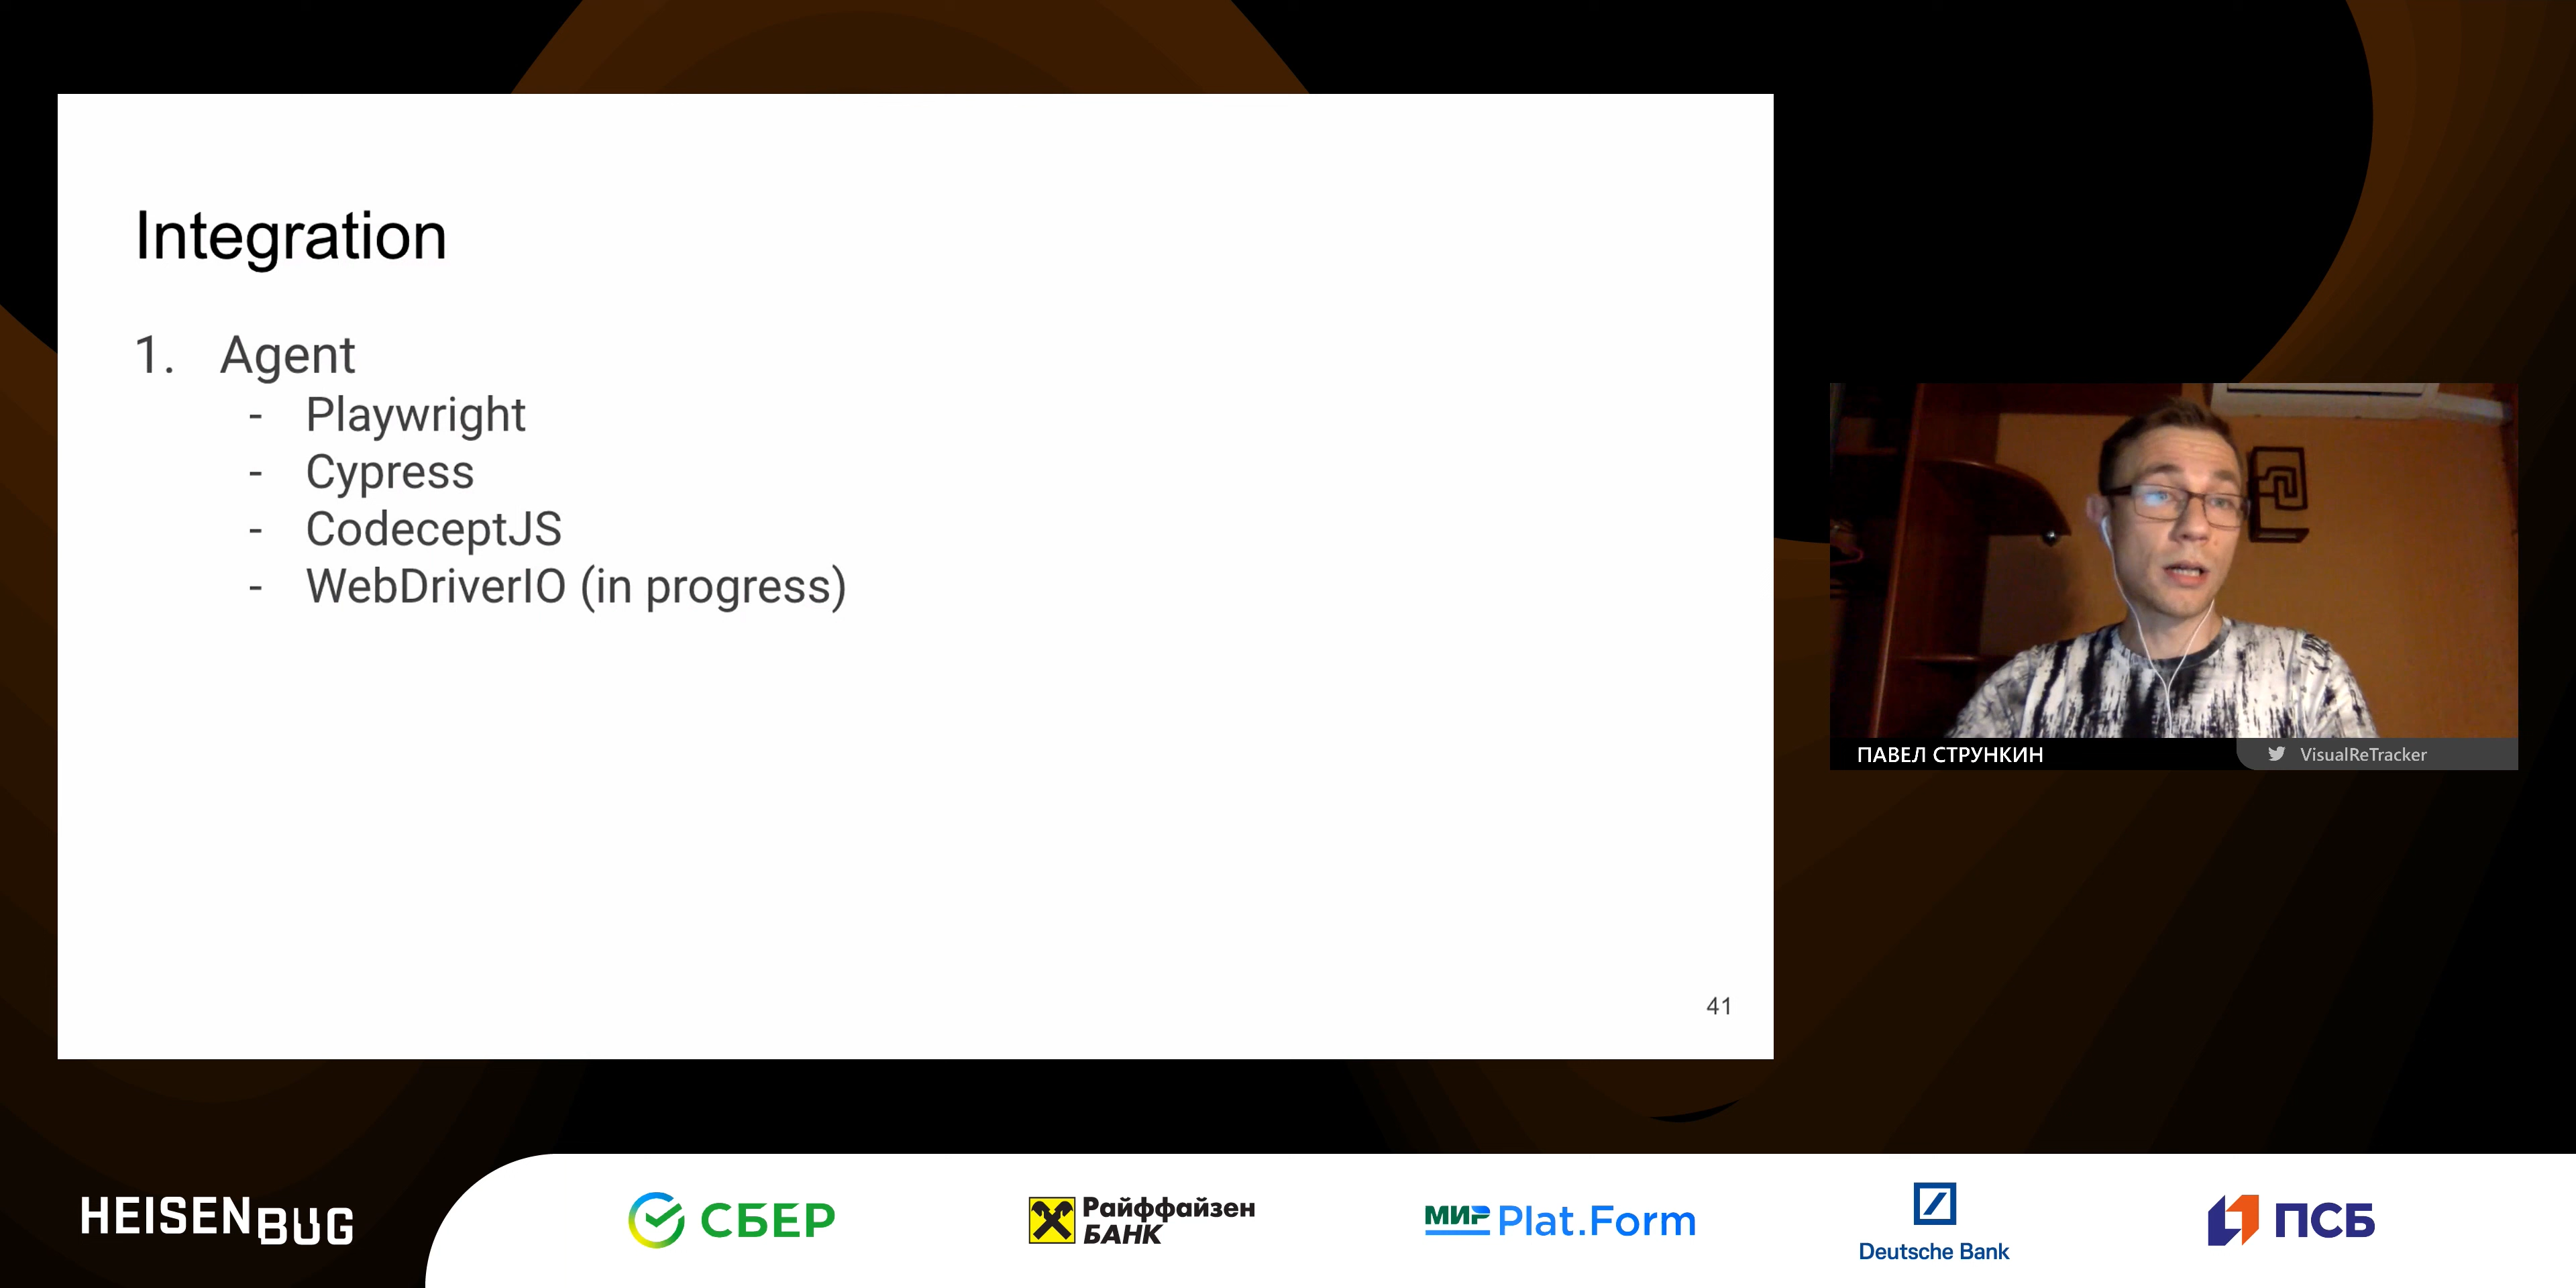 Integration
1. Agent
- Playwright
- Cypress
- CodeceptJS
- WebDriverIO (in progress)
41
ПАВЕЛ СТРУНКИН
VisualReTracker
HEISENBUG
СБЕР
Райффайзен
БАНК
МИР Plat.Form
Deutsche Bank
ПСБ